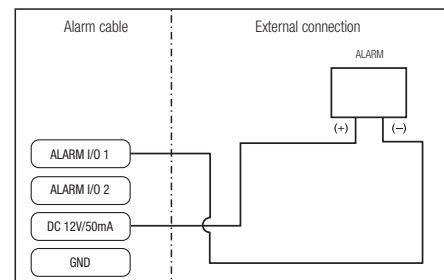 Alarm cable
External connection
ALARM
(+)
(−)
ALARM I/O 1
ALARM I/O 2
DC 12V/50mA
GND